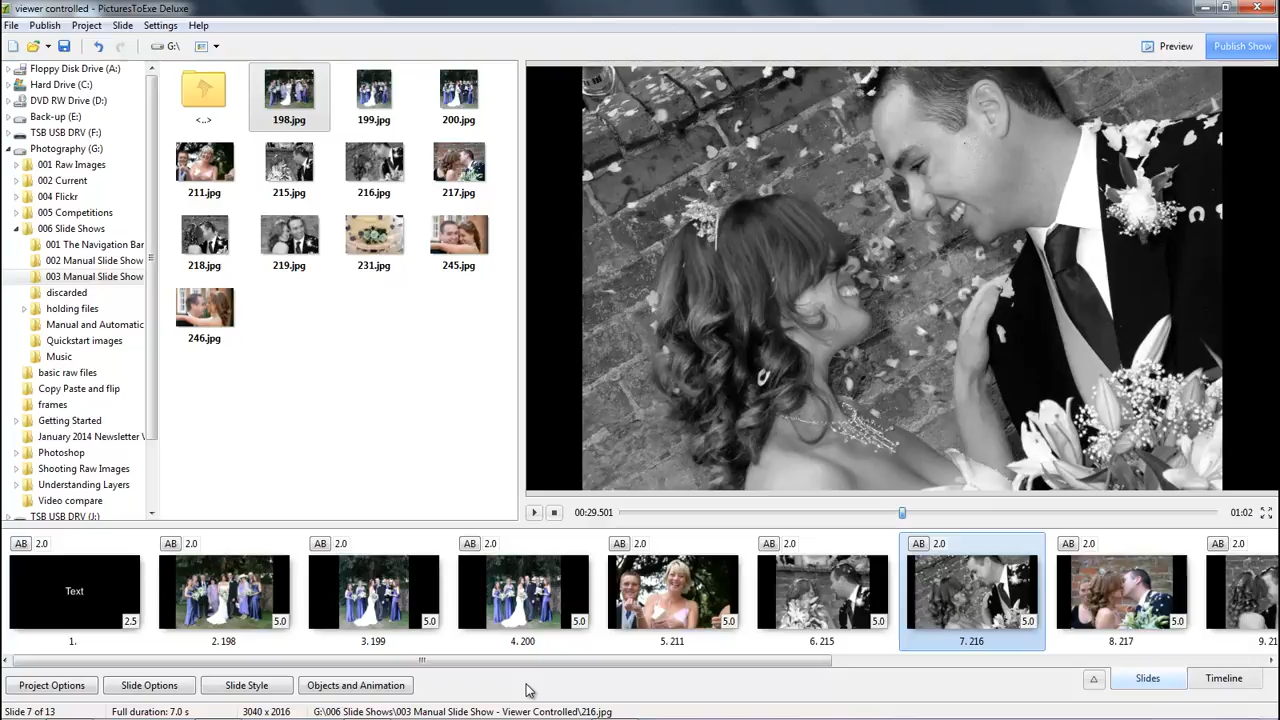 viewer controlled - PicturesToExe Deluxe
File Publish Project Slide Settings Help
G:\ Preview Publish Show
Floppy Disk Drive (A:)
Hard Drive (C:)
DVD RW Drive (D:)
Back-up (E:)
TSB USB DRV (F:)
Photography (G:)
001 Raw Images
002 Current
004 Flickr
005 Competitions
006 Slide Shows
001 The Navigation Bar
002 Manual Slide Show
003 Manual Slide Show
discarded
holding files
Manual and Automatic
Quickstart images
Music
basic raw files
Copy Paste and flip
frames
Getting Started
January 2014 Newsletter
Photoshop
Shooting Raw Images
Understanding Layers
Video compare
TSB USB DRV (J:)
<..> 198.jpg 199.jpg 200.jpg
211.jpg 215.jpg 216.jpg 217.jpg
218.jpg 219.jpg 231.jpg 245.jpg
246.jpg
00:29.501 01:02
AB 2.0 AB 2.0 AB 2.0 AB 2.0 AB 2.0 AB 2.0 AB 2.0 AB 2.0 AB 2.0
Text
2.5 5.0 5.0 5.0 5.0 5.0 5.0 5.0
1. 2. 198 3. 199 4. 200 5. 211 6. 215 7. 216 8. 217 9. 21
Project Options Slide Options Slide Style Objects and Animation Slides Timeline
Slide 7 of 13 Full duration: 7.0 s 3040 x 2016 G:\006 Slide Shows\003 Manual Slide Show - Viewer Controlled\216.jpg